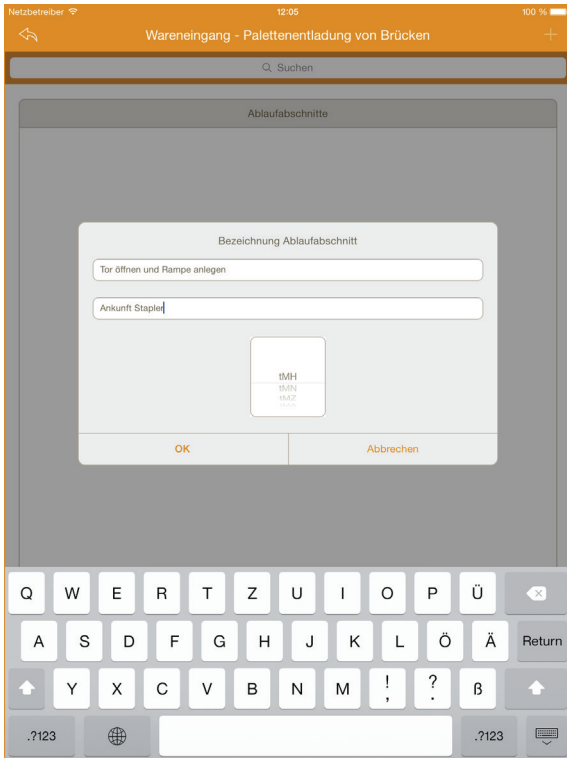 Netzbetreiber 12:05 100 %
Wareneingang - Palettenentladung von Brücken +
Suchen
Ablaufabschnitte
Bezeichnung Ablaufabschnitt
Tor öffnen und Rampe anlegen
Ankunft Stapler
tMH
tMN
tMZ
OK Abbrechen
Q W E R T Z U I O P Ü
A S D F G H J K L Ö Ä Return
Y X C V B N M ! , ? . ß
.?123 .?123